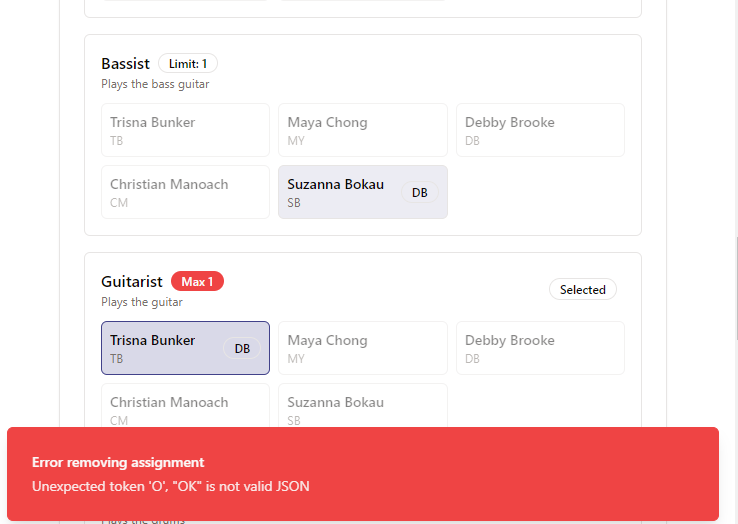 Bassist Limit: 1
Plays the bass guitar
Trisna Bunker Maya Chong Debby Brooke
TB MY DB
Christian Manoach Suzanna Bokau DB
CM SB
Guitarist Max 1 Selected
Plays the guitar
Trisna Bunker DB Maya Chong Debby Brooke
TB MY DB
Christian Manoach Suzanna Bokau
CM SB
Error removing assignment
Unexpected token 'O', "OK" is not valid JSON
Plays the drums